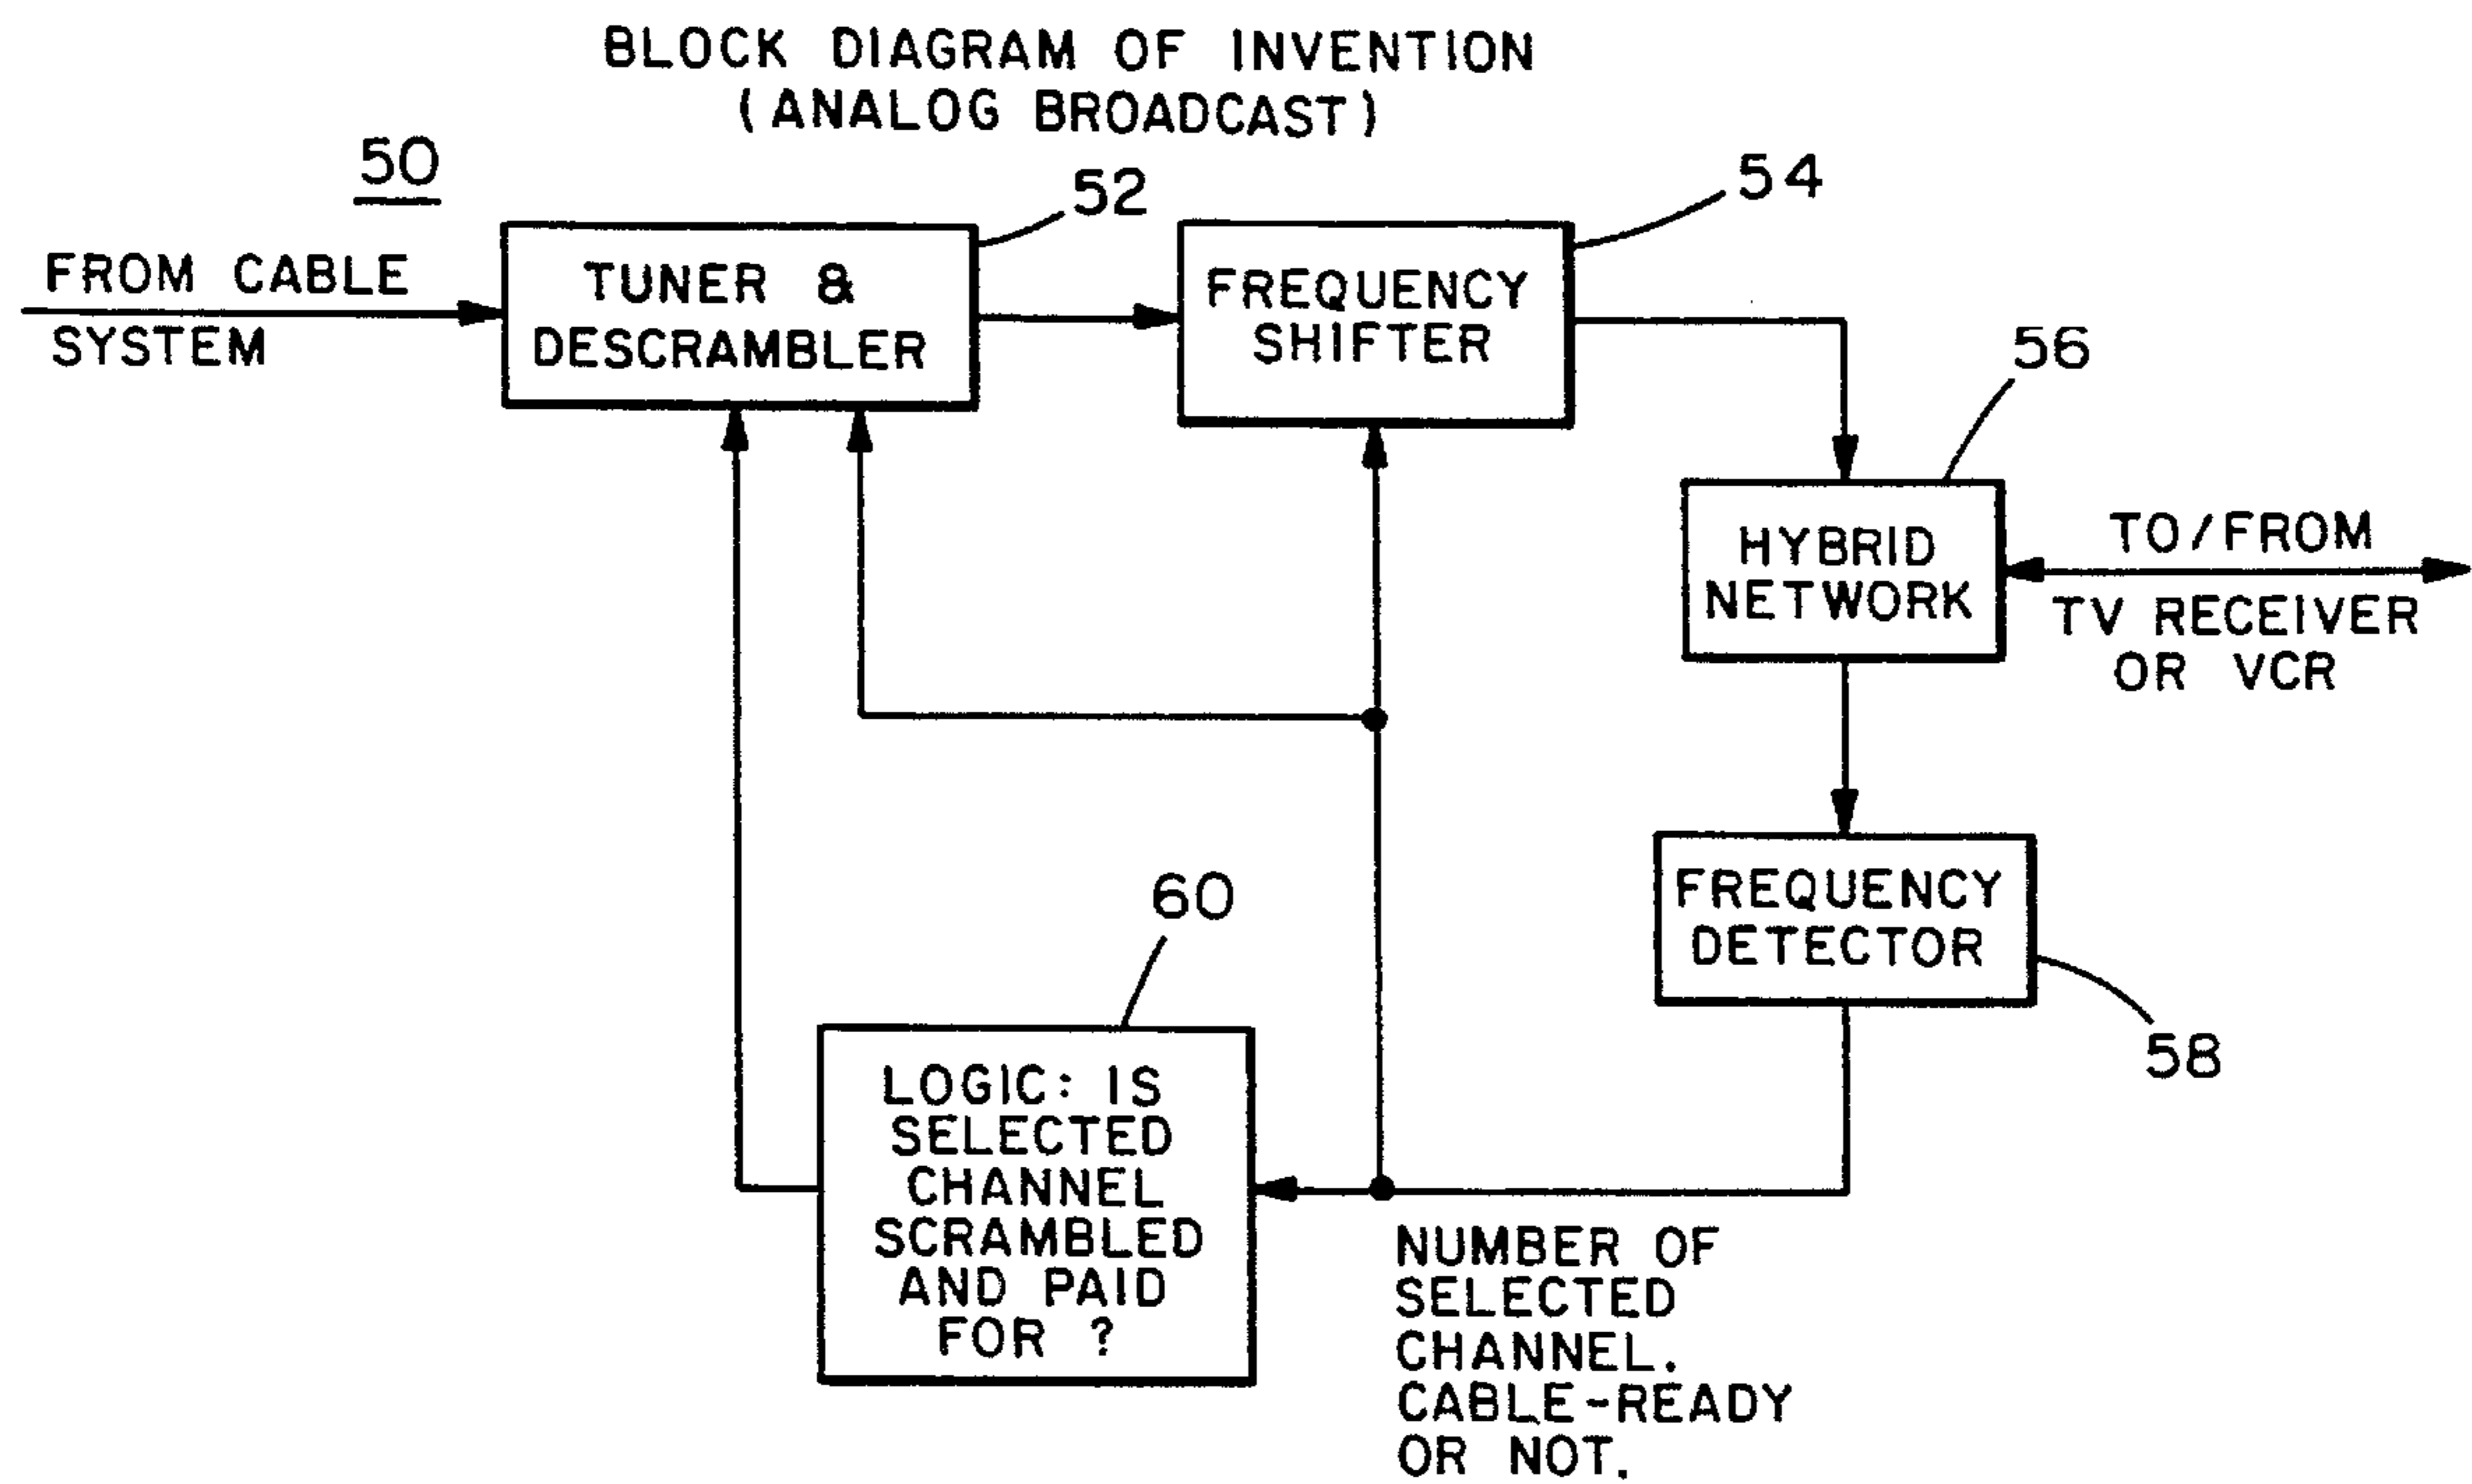 BLOCK DIAGRAM OF INVENTION
(ANALOG BROADCAST)
50
52
54
FROM CABLE
SYSTEM
TUNER &
DESCRAMBLER
FREQUENCY
SHIFTER
56
HYBRID
NETWORK
TO/FROM
TV RECEIVER
OR VCR
60
FREQUENCY
DETECTOR
58
LOGIC: IS
SELECTED
CHANNEL
SCRAMBLED
AND PAID
FOR ?
NUMBER OF
SELECTED
CHANNEL.
CABLE-READY
OR NOT.